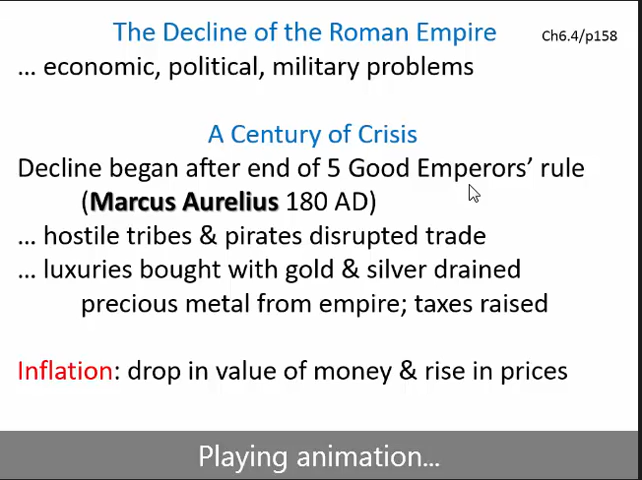 The Decline of the Roman Empire
Ch6.4/p158
... economic, political, military problems
A Century of Crisis
Decline began after end of 5 Good Emperors’ rule
(Marcus Aurelius 180 AD)
... hostile tribes & pirates disrupted trade
... luxuries bought with gold & silver drained
precious metal from empire; taxes raised
Inflation: drop in value of money & rise in prices
Playing animation...